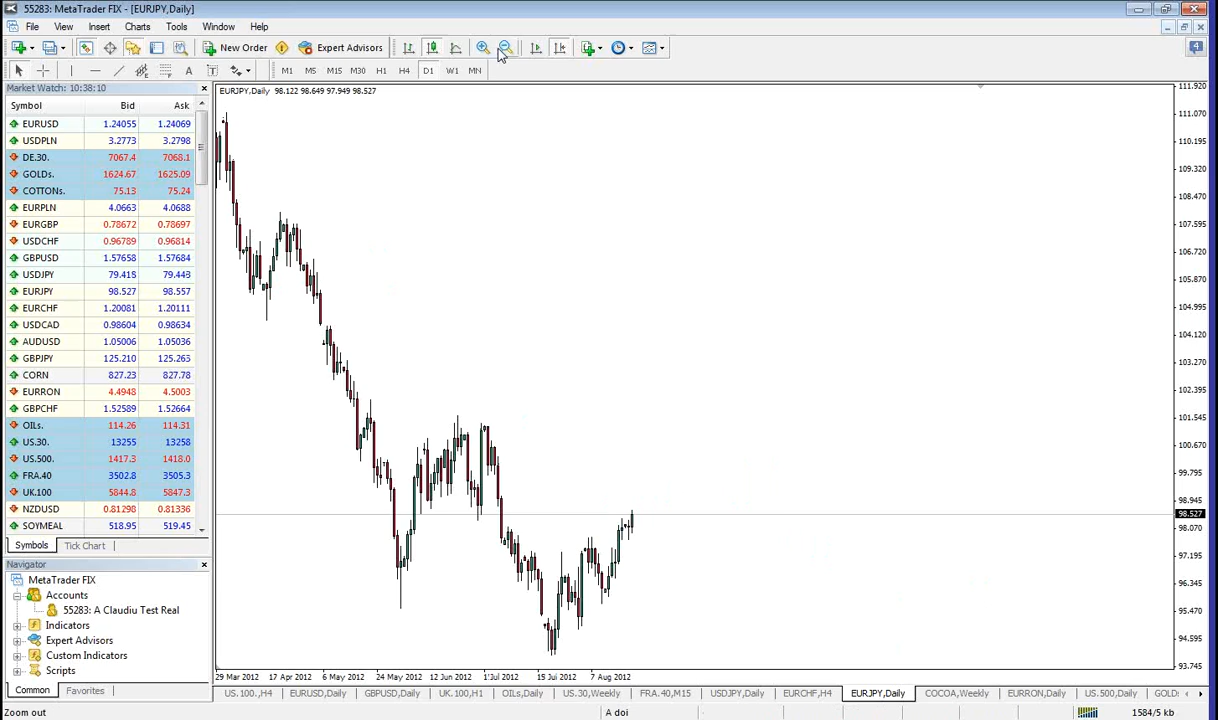 55283: MetaTrader FIX - [EURJPY,Daily]
File View Insert Charts Tools Window Help
New Order Expert Advisors
4
A T M1 M5 M15 M30 H1 H4 D1 W1 MN
Market Watch: 10:38:10
Symbol Bid Ask
EURUSD 1.24055 1.24069
USDPLN 3.2773 3.2798
DE.30. 7067.4 7068.1
GOLDs. 1624.67 1625.09
COTTONs. 75.13 75.24
EURPLN 4.0663 4.0688
EURGBP 0.78672 0.78697
USDCHF 0.96789 0.96814
GBPUSD 1.57658 1.57684
USDJPY 79.418 79.443
EURJPY 98.527 98.557
EURCHF 1.20081 1.20111
USDCAD 0.98604 0.98634
AUDUSD 1.05006 1.05036
GBPJPY 125.210 125.263
CORN 827.23 827.78
EURRON 4.4948 4.5003
GBPCHF 1.52589 1.52664
OILs. 114.26 114.31
US.30. 13255 13258
US.500. 1417.3 1418.0
FRA.40 3502.8 3505.3
UK.100 5844.8 5847.3
NZDUSD 0.81298 0.81336
SOYMEAL 518.95 519.45
Symbols Tick Chart
Navigator
MetaTrader FIX
Accounts
55283: A Claudiu Test Real
Indicators
Expert Advisors
Custom Indicators
Scripts
Common Favorites
EURJPY,Daily 98.122 98.649 97.949 98.527
111.920
111.070
110.195
109.320
108.470
107.595
106.720
105.870
104.995
104.120
103.270
102.395
101.545
100.670
99.795
98.945
98.527
98.070
97.195
96.345
95.470
94.595
93.745
29 Mar 2012 17 Apr 2012 6 May 2012 24 May 2012 12 Jun 2012 1 Jul 2012 15 Jul 2012 7 Aug 2012
US.100.,H4 EURUSD,Daily GBPUSD,Daily UK.100,H1 OILs,Daily US.30,Weekly FRA.40,M15 USDJPY,Daily EURCHF,H4 EURJPY,Daily COCOA,Weekly EURRON,Daily US.500,Daily GOLD
Zoom out A doi 1584/5 kb